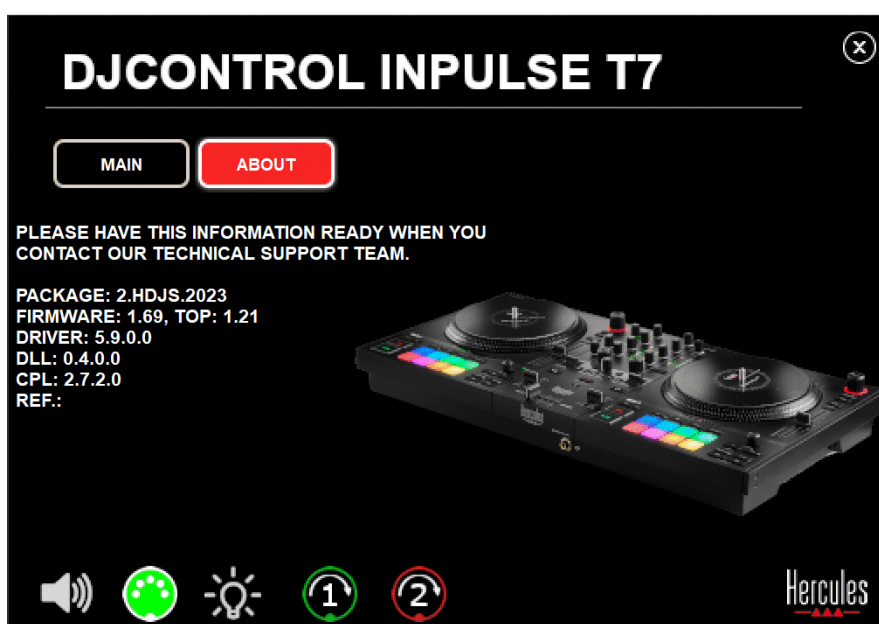 DJCONTROL INPULSE T7
MAIN
ABOUT
PLEASE HAVE THIS INFORMATION READY WHEN YOU
CONTACT OUR TECHNICAL SUPPORT TEAM.
PACKAGE: 2.HDJS.2023
FIRMWARE: 1.69, TOP: 1.21
DRIVER: 5.9.0.0
DLL: 0.4.0.0
CPL: 2.7.2.0
REF.:
1
2
Hercules